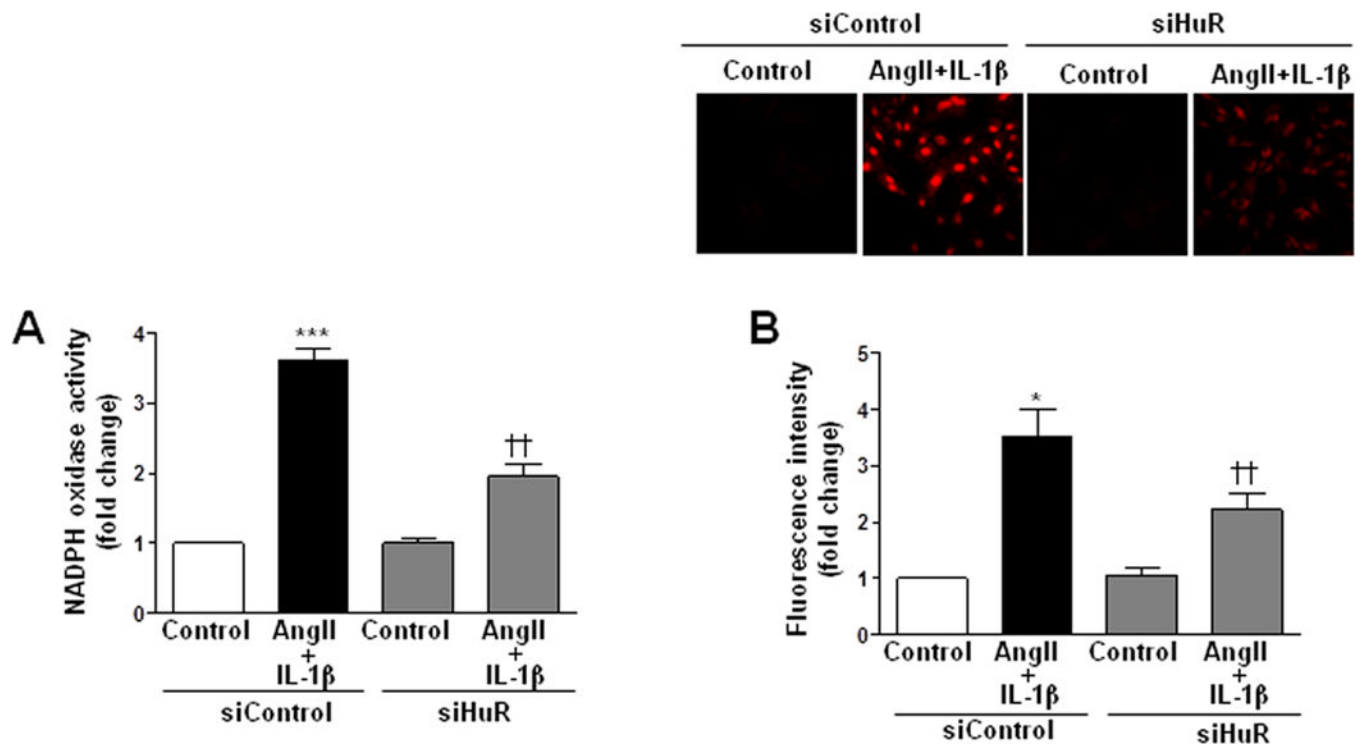 siControl siHuR
Control AngII+IL-1β Control AngII+IL-1β
A
NADPH oxidase activity
(fold change)
4
3
2
1
0
***
††
Control AngII Control AngII
+ +
IL-1β IL-1β
siControl siHuR
B
Fluorescence intensity
(fold change)
5
4
3
2
1
0
*
††
Control AngII Control AngII
+ +
IL-1β IL-1β
siControl siHuR